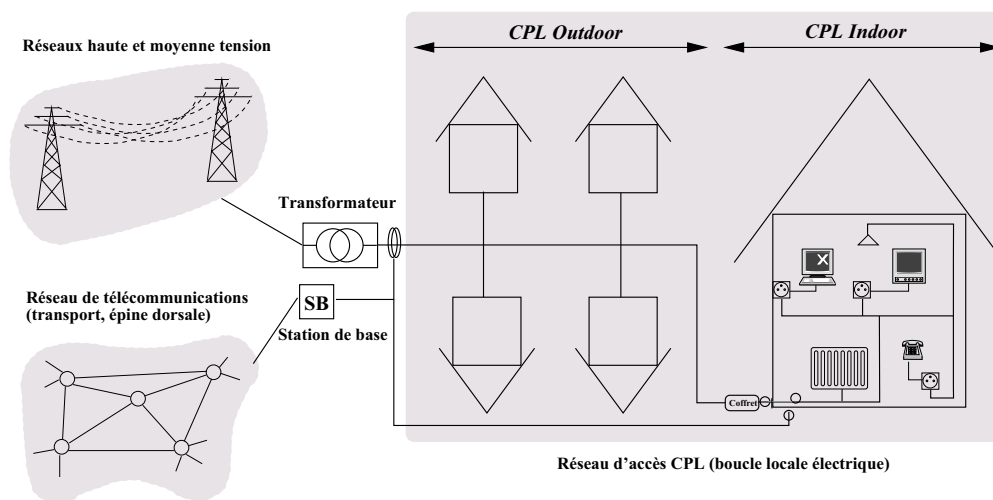 CPL Outdoor
CPL Indoor
Réseaux haute et moyenne tension
Transformateur
Réseau de télécommunications
(transport, épine dorsale)
SB
Station de base
X
Coffret
Réseau d'accès CPL (boucle locale électrique)